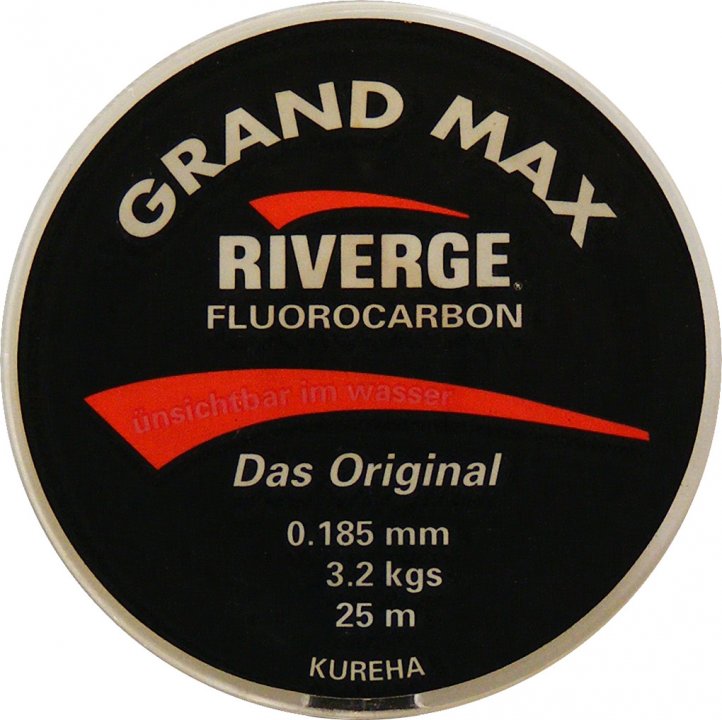 GRAND MAX
RIVERGE®
FLUOROCARBON
ünsichtbar im wasser
Das Original
0.185 mm
3.2 kgs
25 m
KUREHA